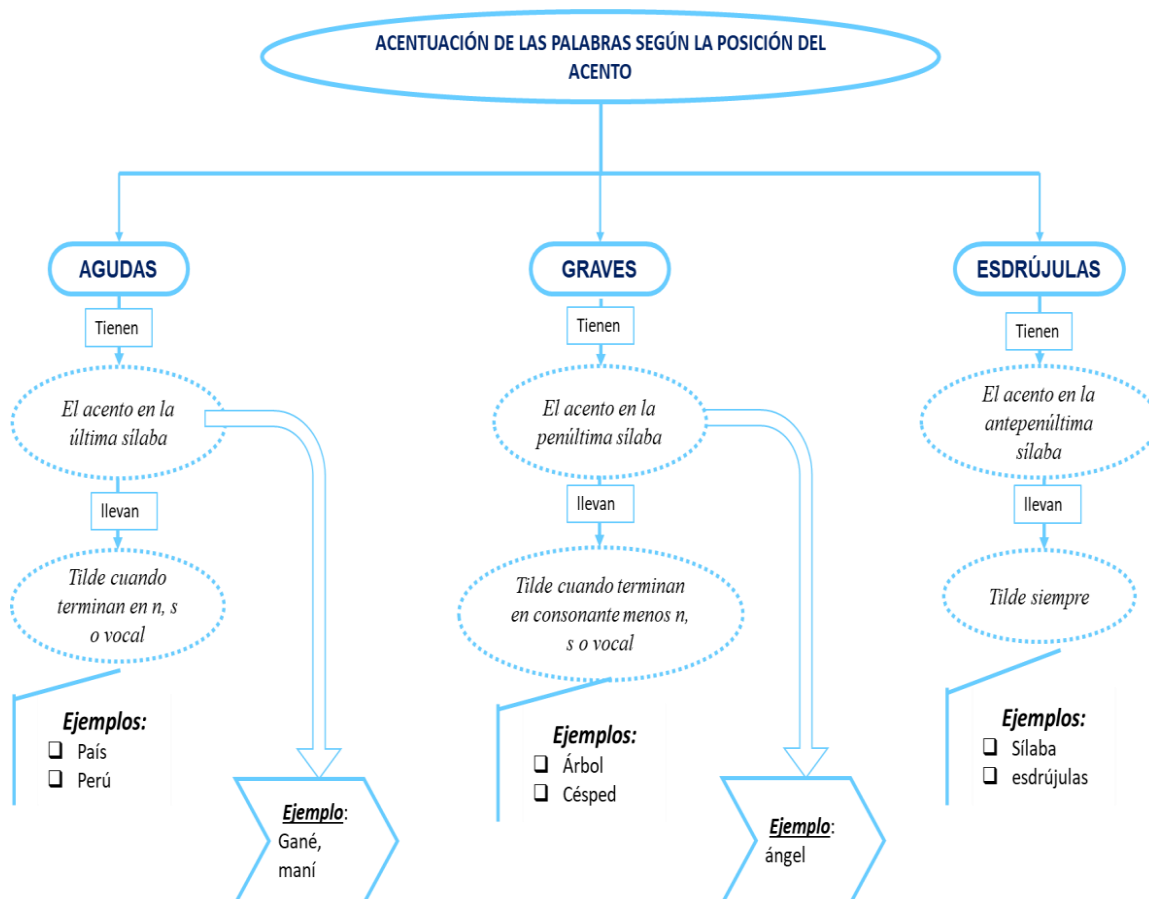 ACENTUACIÓN DE LAS PALABRAS SEGÚN LA POSICIÓN DEL
ACENTO
AGUDAS
Tienen
El acento en la
última sílaba
llevan
Tilde cuando
terminan en n, s
o vocal
Ejemplos:
País
Perú
Ejemplo:
Gané,
maní
GRAVES
Tienen
El acento en la
penúltima sílaba
llevan
Tilde cuando terminan
en consonante menos n,
s o vocal
Ejemplos:
Árbol
Césped
Ejemplo:
ángel
ESDRÚJULAS
Tienen
El acento en la
antepenúltima
sílaba
llevan
Tilde siempre
Ejemplos:
Sílaba
esdrújulas